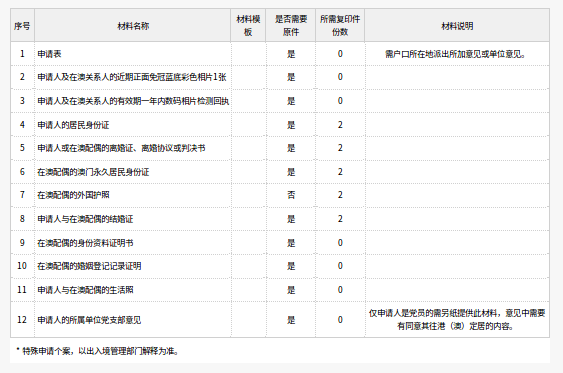 序号 材料名称 材料模板 是否需要原件 所需复印件份数 材料说明
1 申请表 是 0 需户口所在地派出所加意见或单位意见。
2 申请人及在澳关系人的近期正面免冠蓝底彩色相片1张 是 0
3 申请人及在澳关系人的有效期一年内数码相片检测回执 是 0
4 申请人的居民身份证 是 2
5 申请人或在澳配偶的离婚证、离婚协议或判决书 是 2
6 在澳配偶的澳门永久居民身份证 是 2
7 在澳配偶的外国护照 否 2
8 申请人与在澳配偶的结婚证 是 2
9 在澳配偶的身份资料证明书 是 0
10 在澳配偶的婚姻登记记录证明 是 0
11 申请人与在澳配偶的生活照 是 0
12 申请人的所属单位党支部意见 是 0 仅申请人是党员的需另纸提供此材料，意见中需要
有同意其往港（澳）定居的内容。
* 特殊申请个案，以出入境管理部门解释为准。